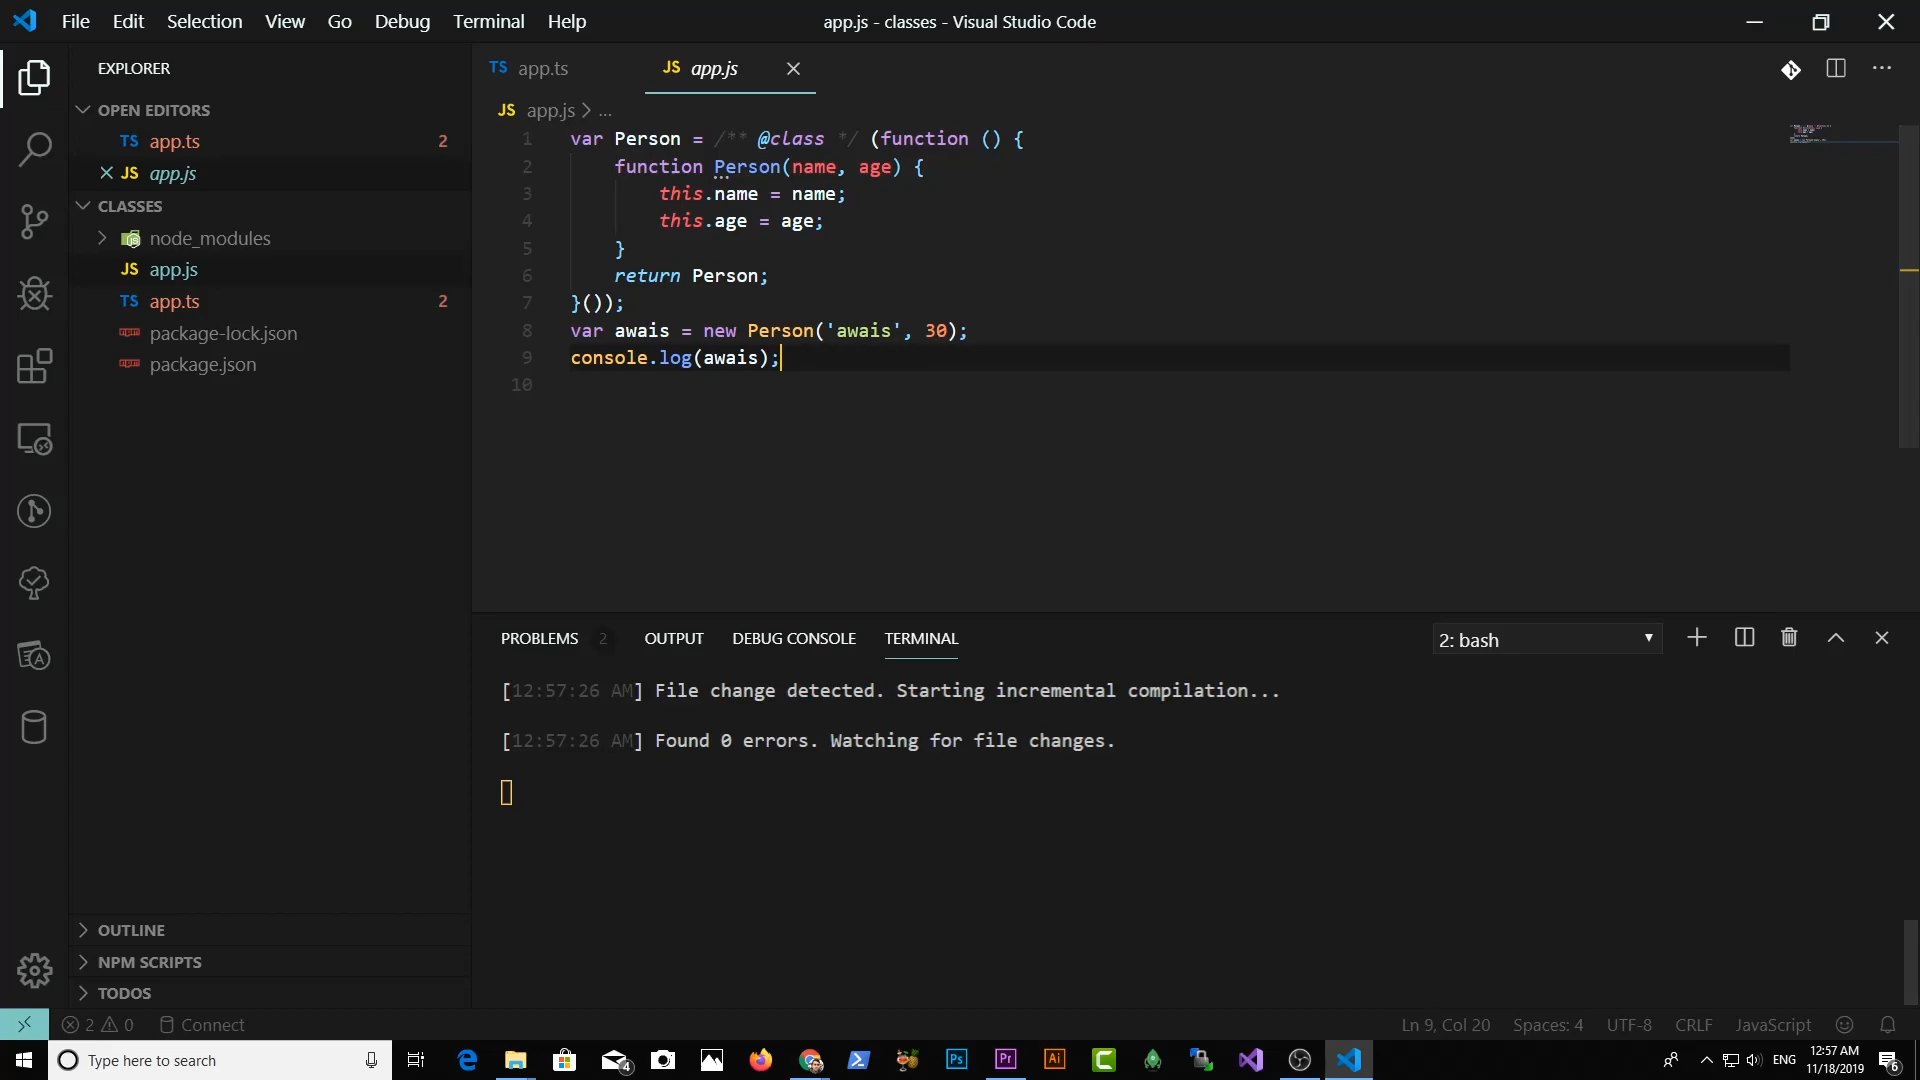 File Edit Selection View Go Debug Terminal Help
app.js - classes - Visual Studio Code
EXPLORER
OPEN EDITORS
TS app.ts 2
JS app.js
CLASSES
node_modules
JS app.js
TS app.ts 2
package-lock.json
package.json
OUTLINE
NPM SCRIPTS
TODOS
TS app.ts
JS app.js
JS app.js > ...
1 var Person = /** @class */ (function () {
2 function Person(name, age) {
3 this.name = name;
4 this.age = age;
5 }
6 return Person;
7 }());
8 var awais = new Person('awais', 30);
9 console.log(awais);
10
PROBLEMS 2 OUTPUT DEBUG CONSOLE TERMINAL
2: bash
[12:57:26 AM] File change detected. Starting incremental compilation...
[12:57:26 AM] Found 0 errors. Watching for file changes.
2 0 Connect
Ln 9, Col 20 Spaces: 4 UTF-8 CRLF JavaScript
Type here to search
4
Ps
Pr
Ai
ENG
12:57 AM
11/18/2019
6